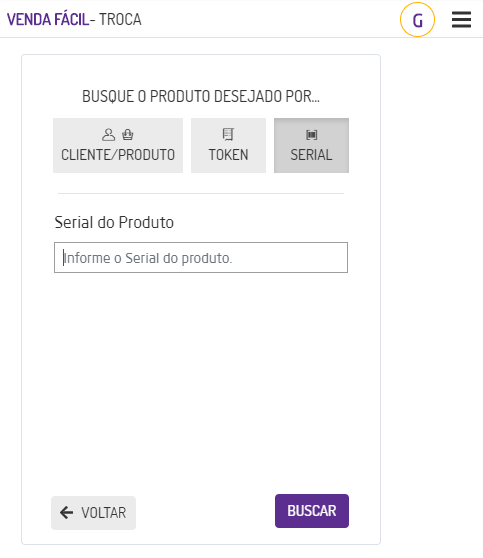 VENDA FÁCIL- TROCA
G
BUSQUE O PRODUTO DESEJADO POR...
CLIENTE/PRODUTO
TOKEN
SERIAL
Serial do Produto
Informe o Serial do produto.
VOLTAR
BUSCAR